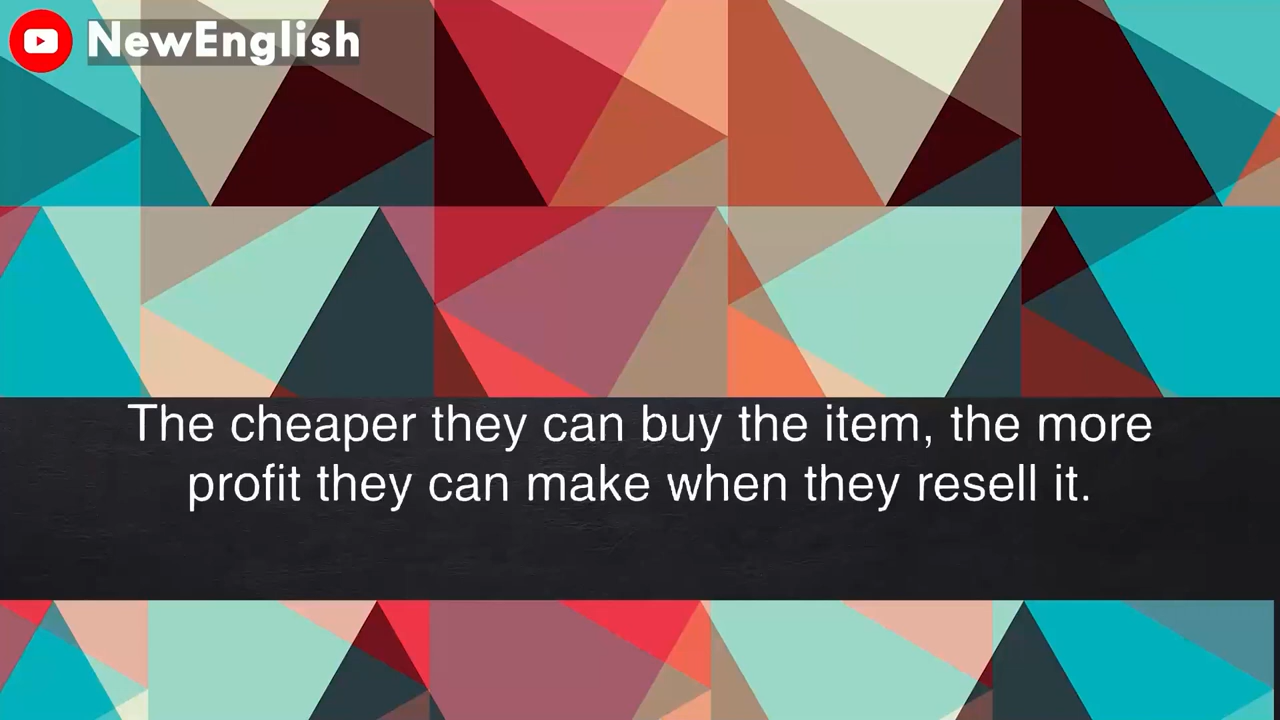 NewEnglish
The cheaper they can buy the item, the more
profit they can make when they resell it.